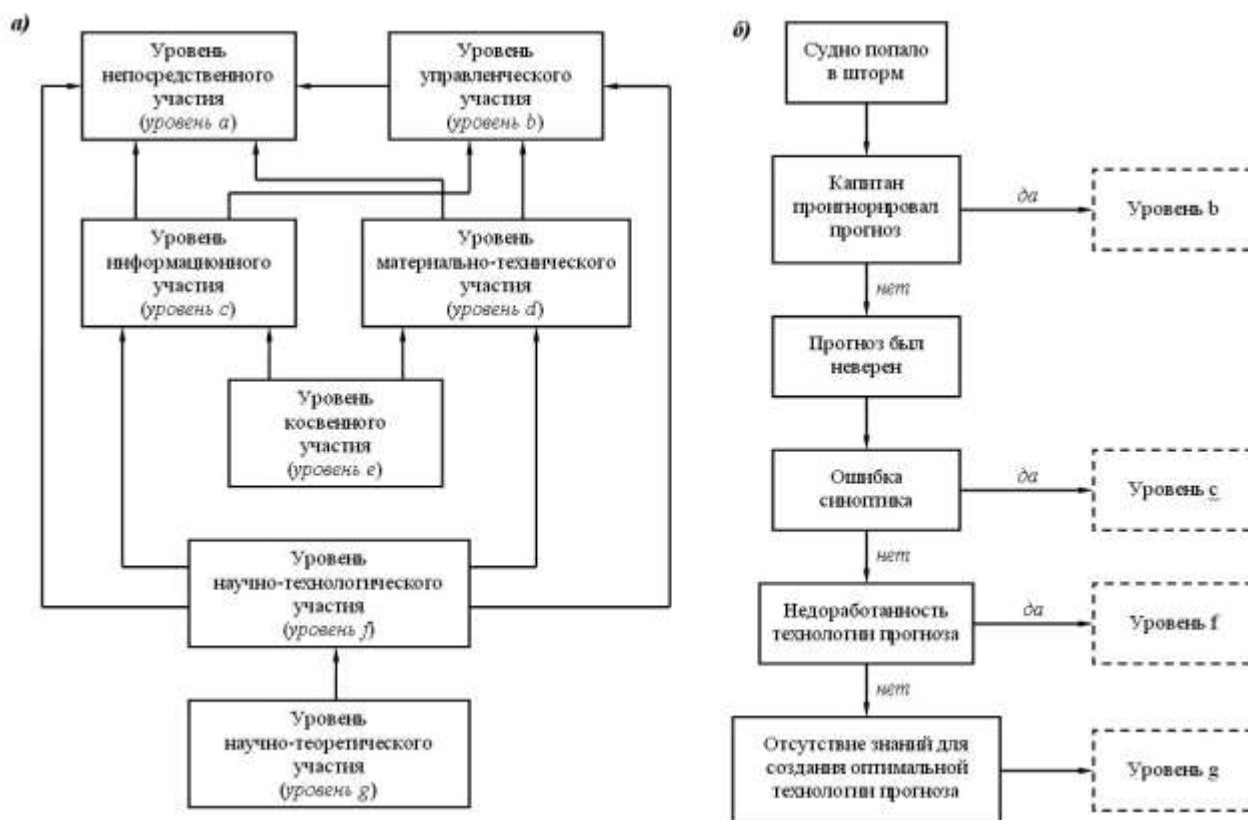 а)
Уровень
непосредственного
участия
(уровень a)
Уровень
управленческого
участия
(уровень b)
Уровень
информационного
участия
(уровень c)
Уровень
материально-технического
участия
(уровень d)
Уровень
косвенного
участия
(уровень e)
Уровень
научно-технологического
участия
(уровень f)
Уровень
научно-теоретического
участия
(уровень g)
б)
Судно попало
в шторм
Капитан
проигнорировал
прогноз
да
Уровень b
нет
Прогноз был
неверен
Ошибка
синоптика
да
Уровень c
нет
Недоработанность
технологии прогноза
да
Уровень f
нет
Отсутствие знаний для
создания оптимальной
технологии прогноза
Уровень g